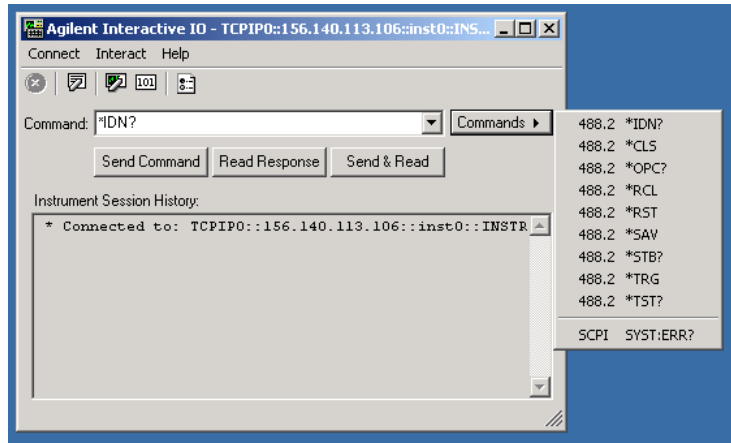 Agilent Interactive IO - TCPIP0::156.140.113.106::inst0::INS...
Connect Interact Help
101
Command: *IDN? Commands
Send Command Read Response Send & Read
Instrument Session History:
* Connected to: TCPIP0::156.140.113.106::inst0::INSTR
488.2 *IDN?
488.2 *CLS
488.2 *OPC?
488.2 *RCL
488.2 *RST
488.2 *SAV
488.2 *STB?
488.2 *TRG
488.2 *TST?
SCPI SYST:ERR?